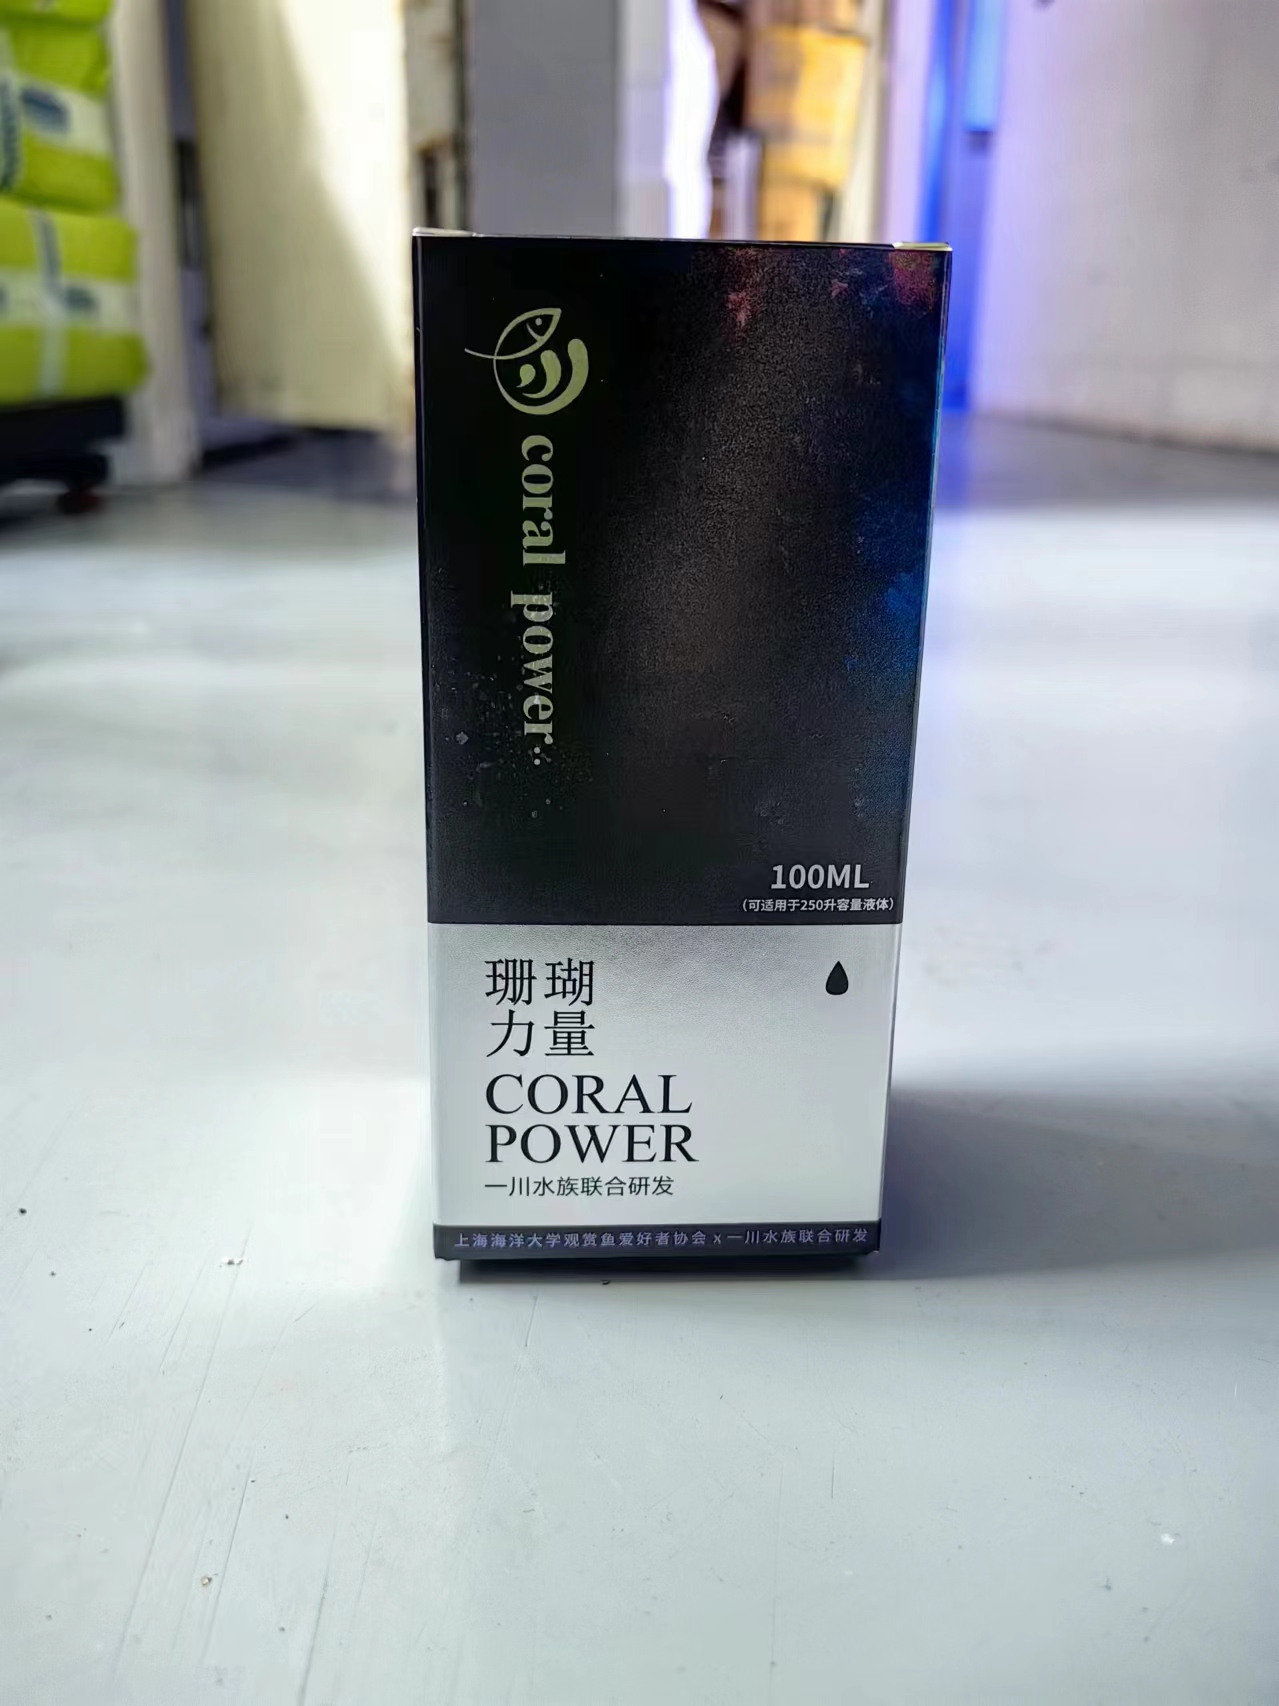 coral power
100ML
(可适用于250升容量液体)
珊瑚
力量
CORAL
POWER
一川水族联合研发
上海海洋大学观赏鱼爱好者协会 x 一川水族联合研发